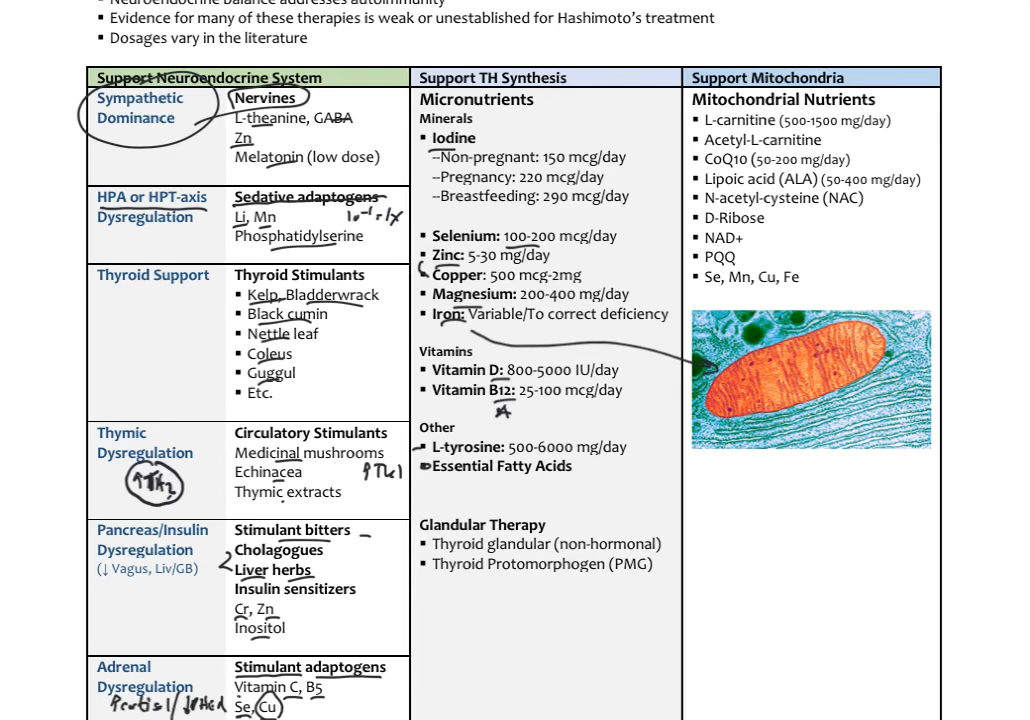 Neuroendocrine balance addresses autoimmunity
▪ Evidence for many of these therapies is weak or unestablished for Hashimoto’s treatment
▪ Dosages vary in the literature
Support Neuroendocrine System
Sympathetic
Dominance
Nervines
L-theanine, GABA
Zn
Melatonin (low dose)
HPA or HPT-axis
Dysregulation
Sedative adaptogens
Li, Mn
Phosphatidylserine
Thyroid Support
Thyroid Stimulants
▪ Kelp, Bladderwrack
▪ Black cumin
▪ Nettle leaf
▪ Coleus
▪ Guggul
▪ Etc.
Thymic
Dysregulation
↑TH2
Circulatory Stimulants
Medicinal mushrooms
Echinacea
↑TH1
Thymic extracts
Pancreas/Insulin
Dysregulation
(↓ Vagus, Liv/GB)
Stimulant bitters
Cholagogues
Liver herbs
Insulin sensitizers
Cr, Zn
Inositol
Adrenal
Dysregulation
Stimulant adaptogens
Vitamin C, B5
Se, Cu
Support TH Synthesis
Micronutrients
Minerals
▪ Iodine
–Non-pregnant: 150 mcg/day
–Pregnancy: 220 mcg/day
–Breastfeeding: 290 mcg/day
▪ Selenium: 100-200 mcg/day
▪ Zinc: 5-30 mg/day
▪ Copper: 500 mcg-2mg
▪ Magnesium: 200-400 mg/day
▪ Iron: Variable/To correct deficiency
Vitamins
▪ Vitamin D: 800-5000 IU/day
▪ Vitamin B12: 25-100 mcg/day
Other
▪ L-tyrosine: 500-6000 mg/day
▪ Essential Fatty Acids
Glandular Therapy
▪ Thyroid glandular (non-hormonal)
▪ Thyroid Protomorphogen (PMG)
Support Mitochondria
Mitochondrial Nutrients
▪ L-carnitine (500-1500 mg/day)
▪ Acetyl-L-carnitine
▪ CoQ10 (50-200 mg/day)
▪ Lipoic acid (ALA) (50-400 mg/day)
▪ N-acetyl-cysteine (NAC)
▪ D-Ribose
▪ NAD+
▪ PQQ
▪ Se, Mn, Cu, Fe